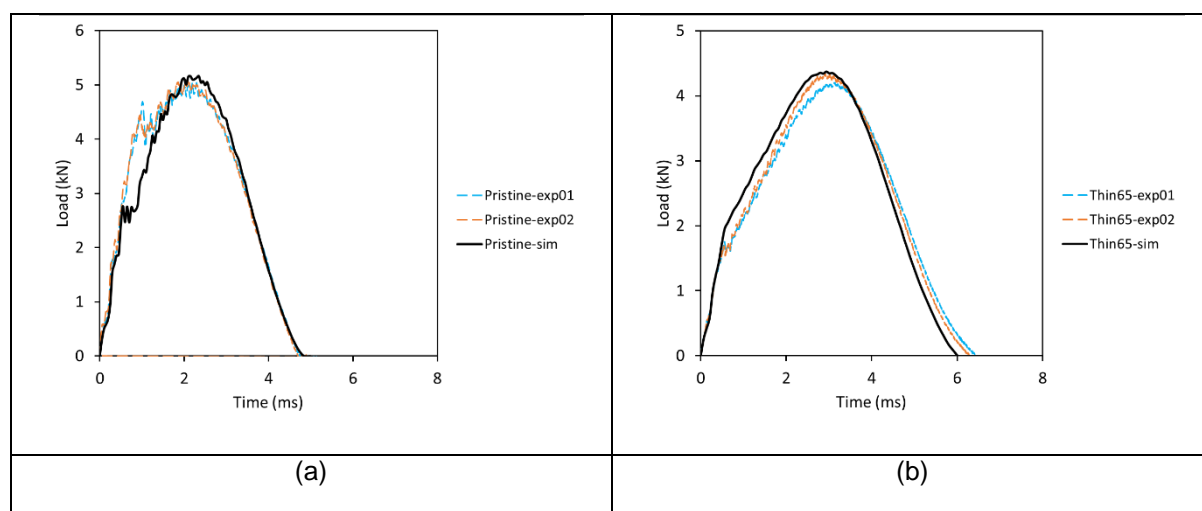 6
5
4
3
2
1
0
Load (kN)
0 2 4 6 8
Time (ms)
Pristine-exp01
Pristine-exp02
Pristine-sim
(a)
5
4
3
2
1
0
Load (kN)
0 2 4 6 8
Time (ms)
Thin65-exp01
Thin65-exp02
Thin65-sim
(b)